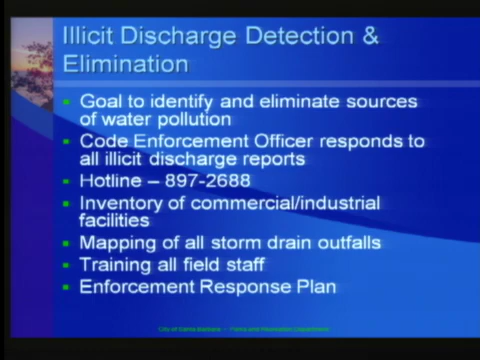 Illicit Discharge Detection &
Elimination
Goal to identify and eliminate sources
of water pollution
Code Enforcement Officer responds to
all illicit discharge reports
Hotline – 897-2688
Inventory of commercial/industrial
facilities
Mapping of all storm drain outfalls
Training all field staff
Enforcement Response Plan
City of Santa Barbara - Parks and Recreation Department